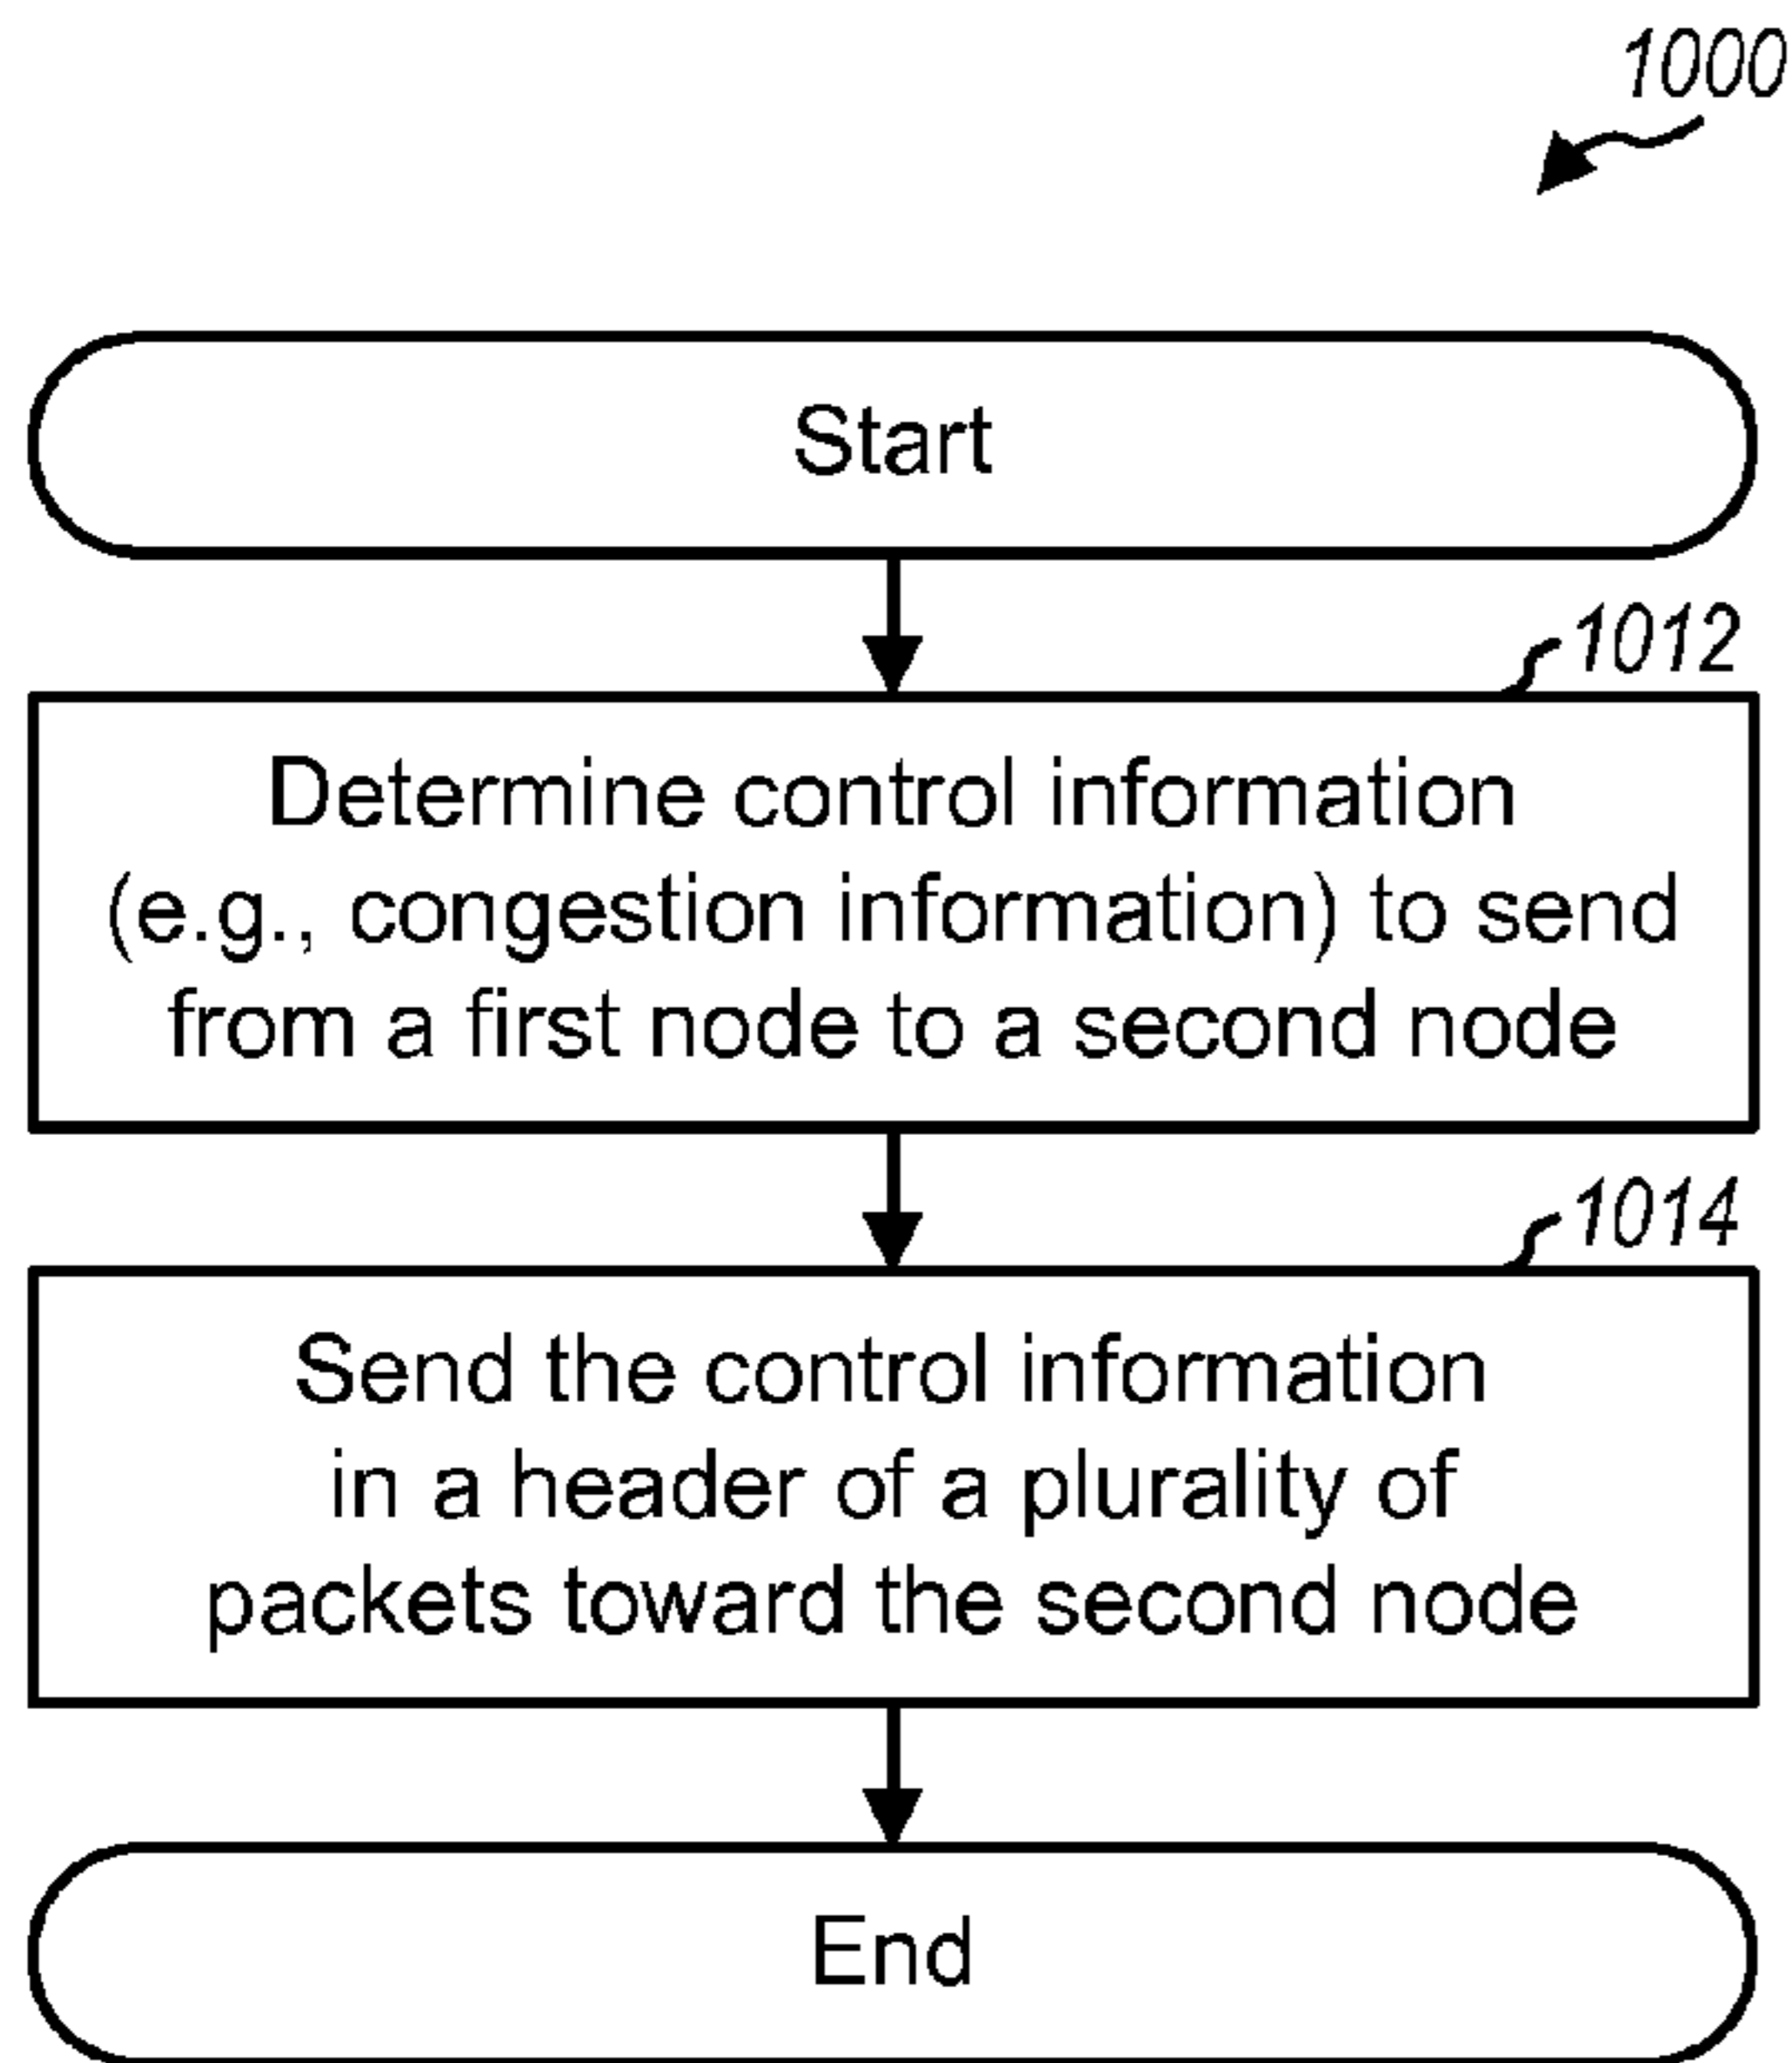 1000
Start
1012
Determine control information
(e.g., congestion information) to send
from a first node to a second node
1014
Send the control information
in a header of a plurality of
packets toward the second node
End